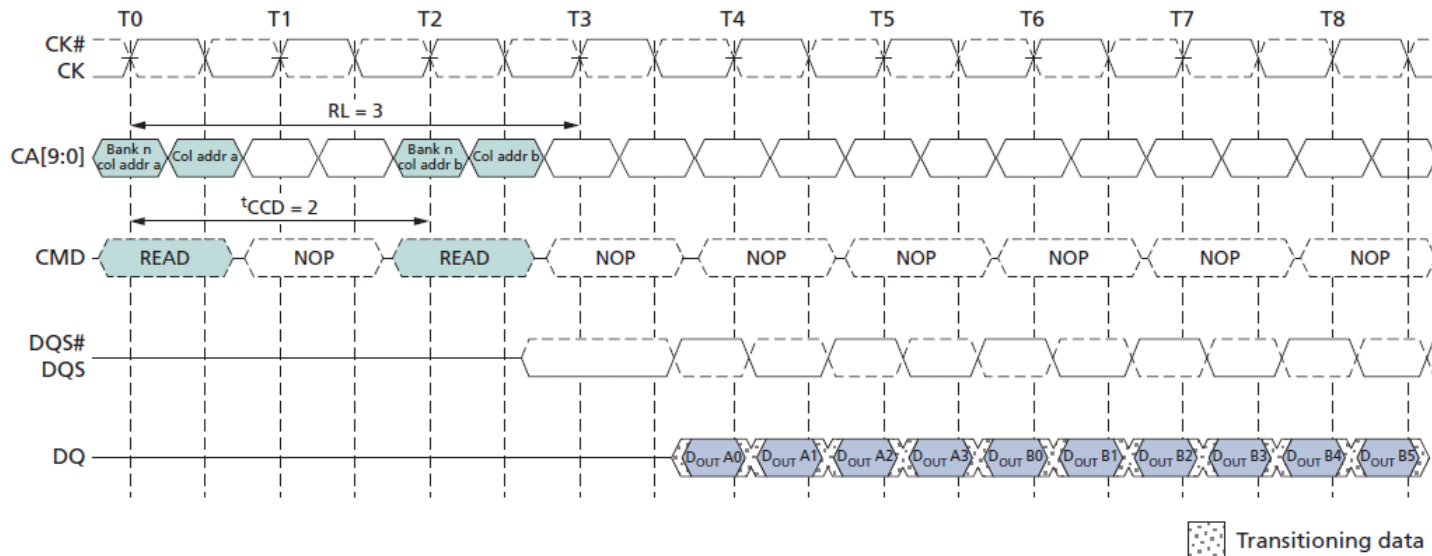 T0 T1 T2 T3 T4 T5 T6 T7 T8
CK#
CK
RL = 3
CA[9:0]
Bank n
col addr a
Col addr a
Bank n
col addr b
Col addr b
tCCD = 2
CMD READ NOP READ NOP NOP NOP NOP NOP NOP
DQS#
DQS
DQ DOUT A0 DOUT A1 DOUT A2 DOUT A3 DOUT B0 DOUT B1 DOUT B2 DOUT B3 DOUT B4 DOUT B5
Transitioning data